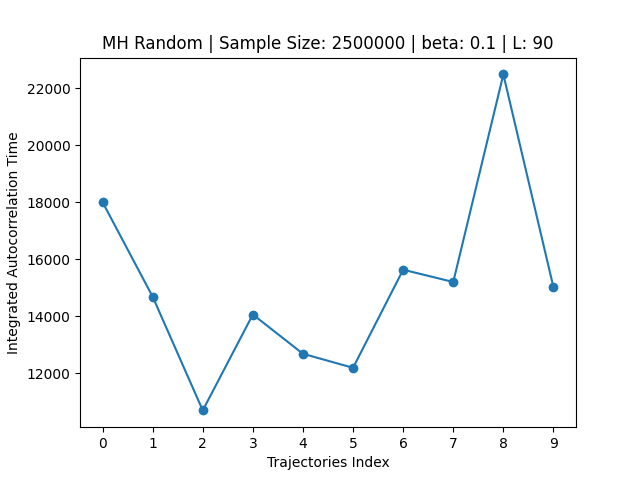 MH Random | Sample Size: 2500000 | beta: 0.1 | L: 90
Integrated Autocorrelation Time
22000
20000
18000
16000
14000
12000
0 1 2 3 4 5 6 7 8 9
Trajectories Index